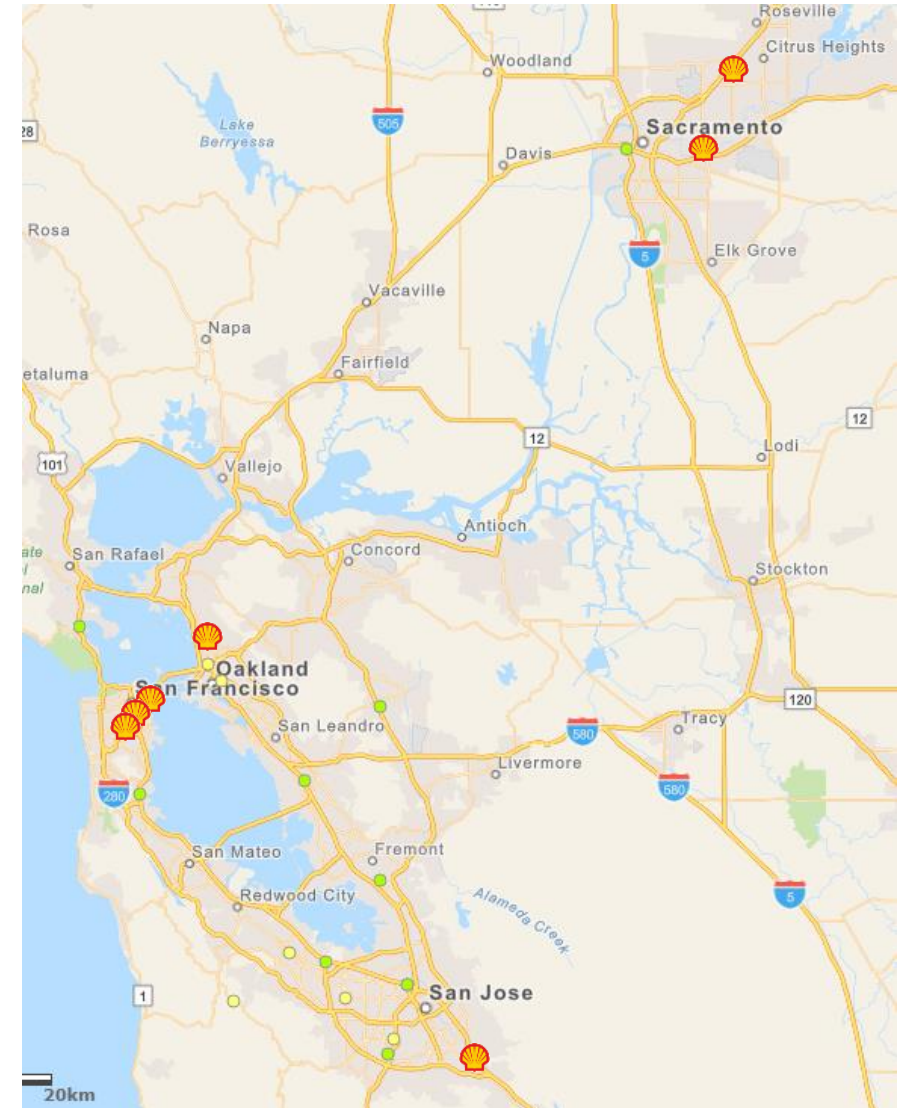 Roseville
Citrus Heights
Woodland
505
28
Lake
Berryessa
Sacramento
Davis
Rosa
5
Elk Grove
Vacaville
Napa
Fairfield
etaluma
12
12
101
Vallejo
Lodi
Antioch
ate
San Rafael
Concord
nal
Stockton
Oakland
San Francisco
120
San Leandro
580
Tracy
Livermore
280
580
San Mateo
Fremont
Redwood City
Alameda
Creek
5
1
San Jose
20km